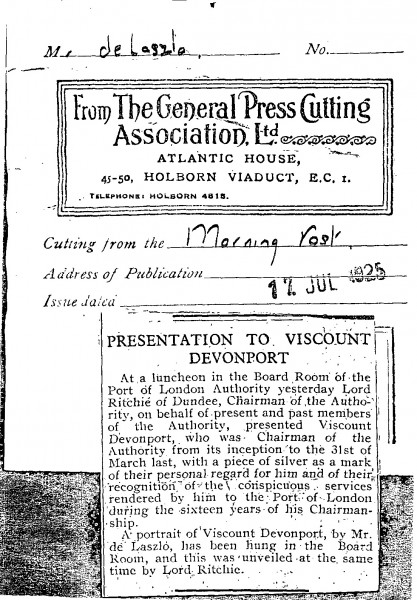 Mr de Laszlo. No.
From The General Press Cutting
Association, Ltd.
ATLANTIC HOUSE,
45-50, HOLBORN VIADUCT, E.C. 1.
TELEPHONE: HOLBORN 4815.
Cutting from the Morning Post.
Address of Publication
17 JUL 1925
Issue dated
PRESENTATION TO VISCOUNT
DEVONPORT
At a luncheon in the Board Room of the
Port of London Authority yesterday Lord
Ritchie of Dundee, Chairman of the Autho-
rity, on behalf of present and past members
of the Authority, presented Viscount
Devonport, who was Chairman of the
Authority from its inception to the 31st of
March last, with a piece of silver as a mark
of their personal regard for him and of their
recognition of the conspicuous services
rendered by him to the Port of London
during the sixteen years of his Chairman-
ship.
A portrait of Viscount Devonport, by Mr.
de László, has been hung in the Board
Room, and this was unveiled at the same
time by Lord Ritchie.